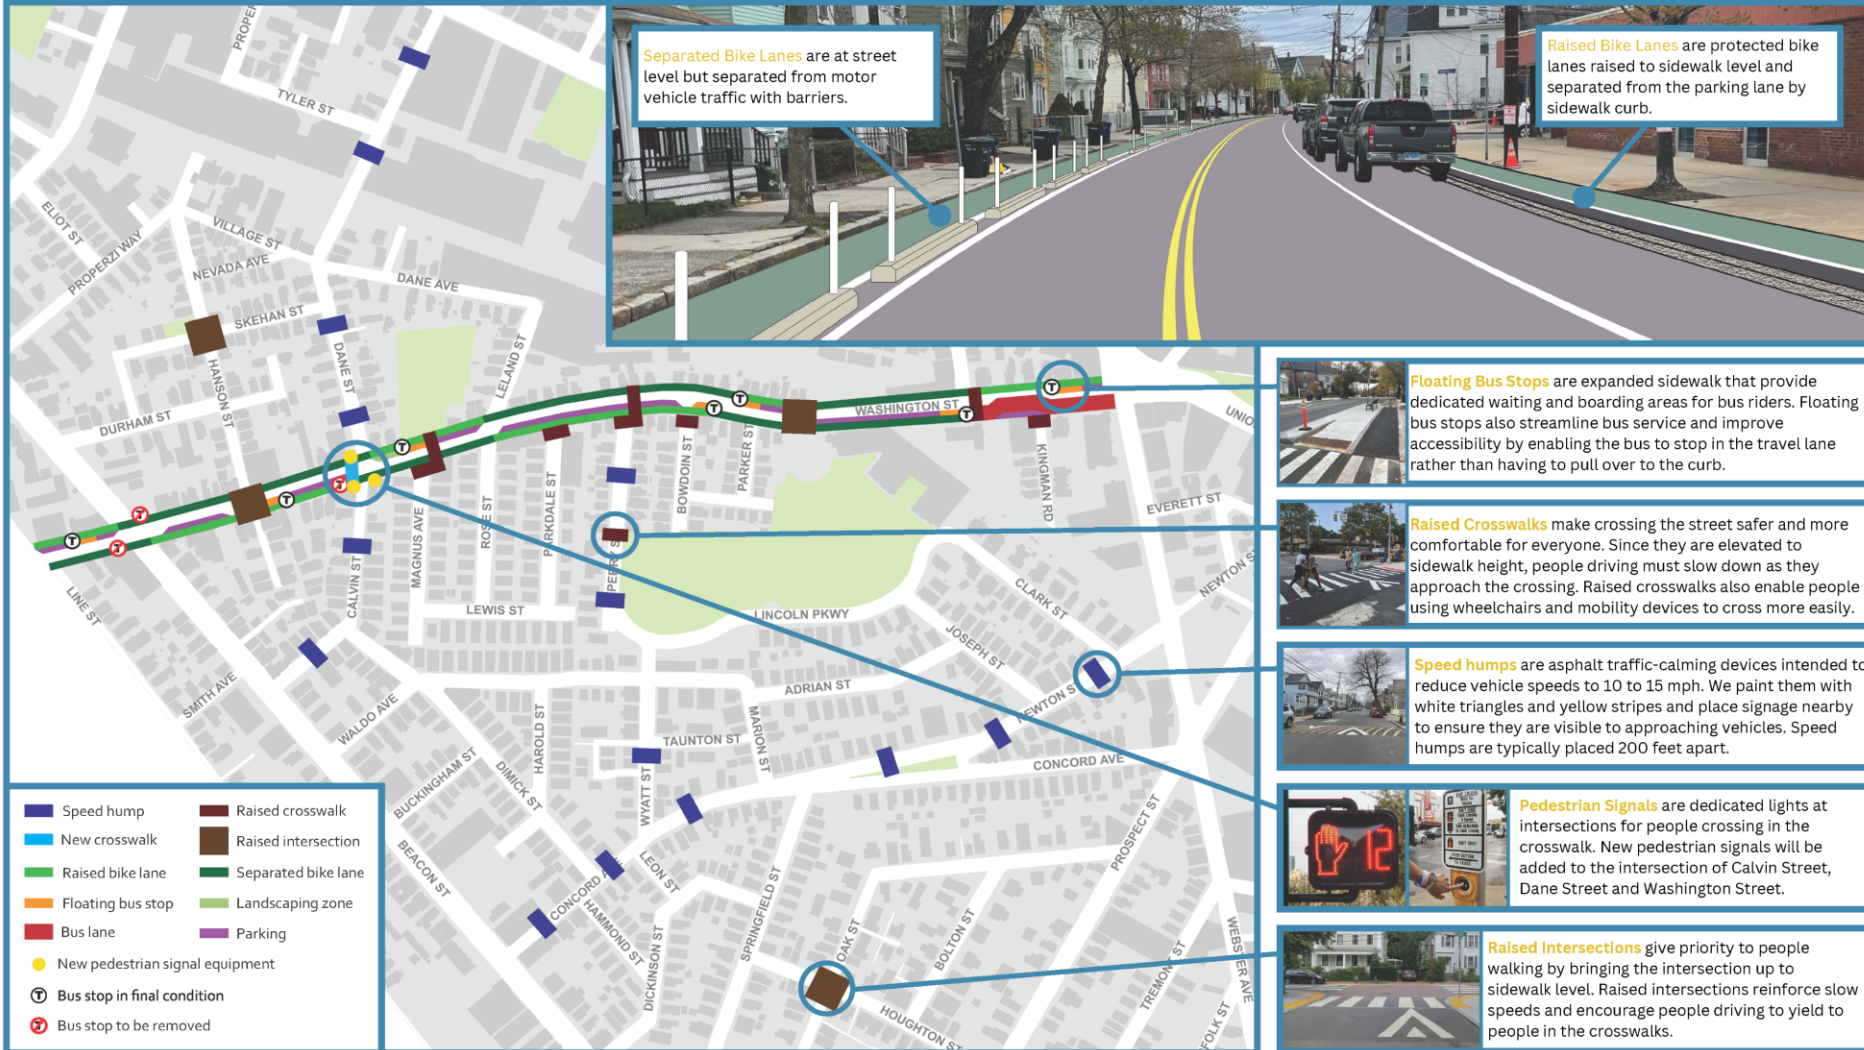 Separated Bike Lanes are at street
level but separated from motor
vehicle traffic with barriers.
Raised Bike Lanes are protected bike
lanes raised to sidewalk level and
separated from the parking lane by
sidewalk curb.
PROPER
TYLER ST
ELIOT ST
PROPERZI WAY
VILLAGE ST
NEVADA AVE
DANE AVE
SKEHAN ST
HANSON ST
DANE ST
LELAND ST
DURHAM ST
WASHINGTON ST
UNIO
PARKER ST
BOWDOIN ST
KINGMAN RD
EVERETT ST
NEWTON ST
MAGNUS AVE
ROSE ST
PARKDALE ST
PERRY S
CALVIN ST
LINE ST
LEWIS ST
LINCOLN PKWY
CLARK ST
JOSEPH ST
SMITH AVE
WALDO AVE
ADRIAN ST
NEWTON S
HAROLD ST
TAUNTON ST
MARION ST
CONCORD AVE
BUCKINGHAM ST
DIMICK ST
WYATT ST
PROSPECT ST
BEACON ST
CONCORD A
LEON ST
HAMMOND ST
DICKINSON ST
SPRINGFIELD ST
OAK ST
BOLTON ST
TREMONT ST
WEBSTER AVE
HOUGHTON ST
FOLK ST
Floating Bus Stops are expanded sidewalk that provide
dedicated waiting and boarding areas for bus riders. Floating
bus stops also streamline bus service and improve
accessibility by enabling the bus to stop in the travel lane
rather than having to pull over to the curb.
Raised Crosswalks make crossing the street safer and more
comfortable for everyone. Since they are elevated to
sidewalk height, people driving must slow down as they
approach the crossing. Raised crosswalks also enable people
using wheelchairs and mobility devices to cross more easily.
Speed humps are asphalt traffic-calming devices intended to
reduce vehicle speeds to 10 to 15 mph. We paint them with
white triangles and yellow stripes and place signage nearby
to ensure they are visible to approaching vehicles. Speed
humps are typically placed 200 feet apart.
12
Pedestrian Signals are dedicated lights at
intersections for people crossing in the
crosswalk. New pedestrian signals will be
added to the intersection of Calvin Street,
Dane Street and Washington Street.
Raised Intersections give priority to people
walking by bringing the intersection up to
sidewalk level. Raised intersections reinforce slow
speeds and encourage people driving to yield to
people in the crosswalks.
Speed hump
Raised crosswalk
New crosswalk
Raised intersection
Raised bike lane
Separated bike lane
Floating bus stop
Landscaping zone
Bus lane
Parking
New pedestrian signal equipment
T Bus stop in final condition
T Bus stop to be removed